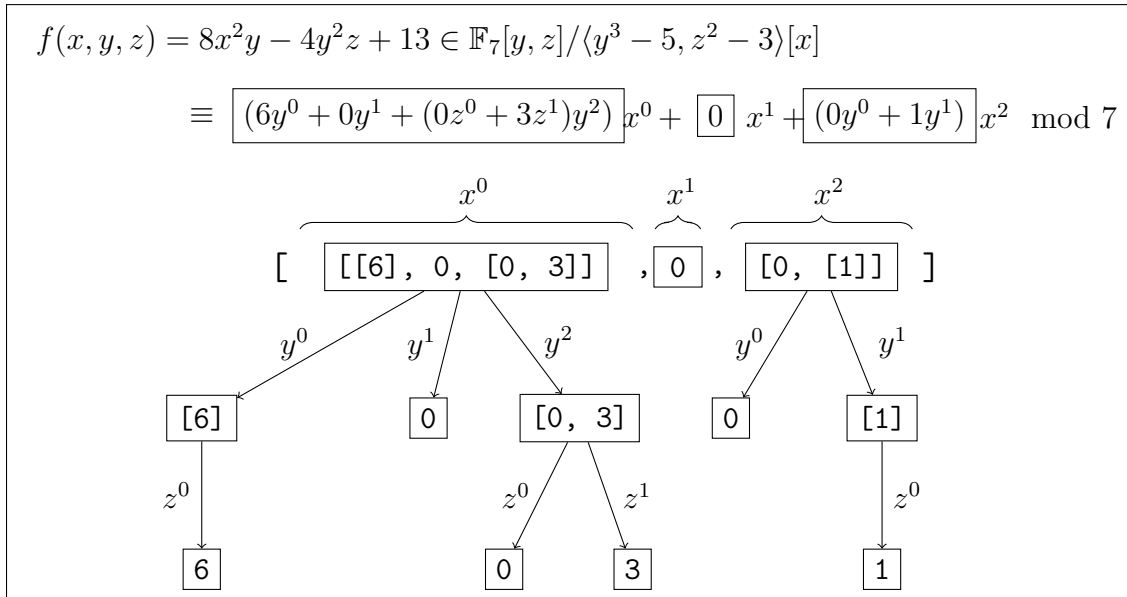 f(x, y, z) = 8x²y − 4y²z + 13 ∈ 𝔽₇[y, z]/⟨y³ − 5, z² − 3⟩[x]
≡ (6y⁰ + 0y¹ + (0z⁰ + 3z¹)y²) x⁰ + 0 x¹ + (0y⁰ + 1y¹) x² mod 7
x⁰ x¹ x²
[ [[6], 0, [0, 3]] , 0 , [0, [1]] ]
y⁰ y¹ y² y⁰ y¹
[6] 0 [0, 3] 0 [1]
z⁰ z⁰ z¹ z⁰
6 0 3 1